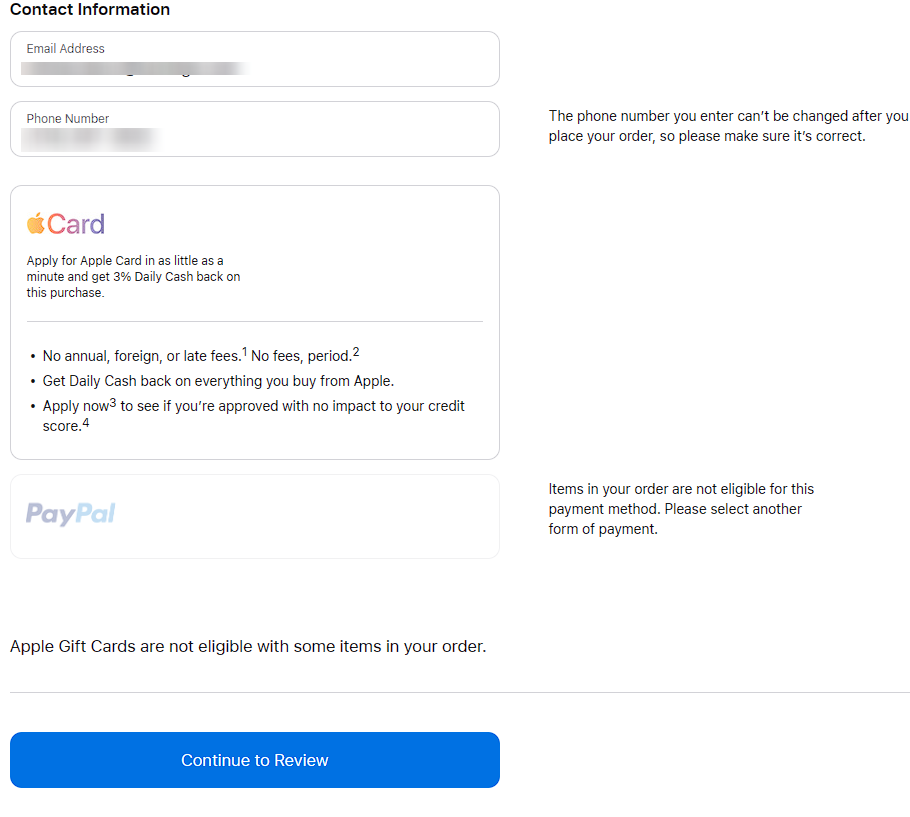 Contact Information
Email Address
Phone Number
The phone number you enter can’t be changed after you
place your order, so please make sure it’s correct.
Card
Apply for Apple Card in as little as a
minute and get 3% Daily Cash back on
this purchase.
• No annual, foreign, or late fees.1 No fees, period.2
• Get Daily Cash back on everything you buy from Apple.
• Apply now3 to see if you’re approved with no impact to your credit
score.4
PayPal
Items in your order are not eligible for this
payment method. Please select another
form of payment.
Apple Gift Cards are not eligible with some items in your order.
Continue to Review